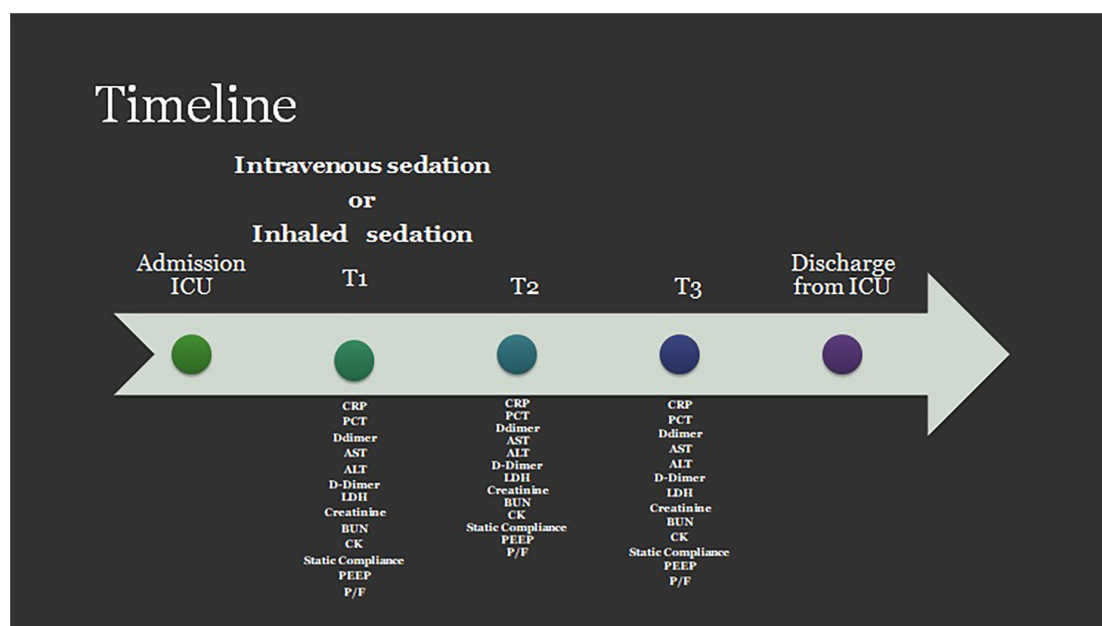 Timeline
Intravenous sedation
or
Inhaled sedation
Admission
ICU
T1
T2
T3
Discharge
from ICU
CRP
PCT
Ddimer
AST
ALT
D-Dimer
LDH
Creatinine
BUN
CK
Static Compliance
PEEP
P/F
CRP
PCT
Ddimer
AST
ALT
D-Dimer
LDH
Creatinine
BUN
CK
Static Compliance
PEEP
P/F
CRP
PCT
Ddimer
AST
ALT
D-Dimer
LDH
Creatinine
BUN
CK
Static Compliance
PEEP
P/F